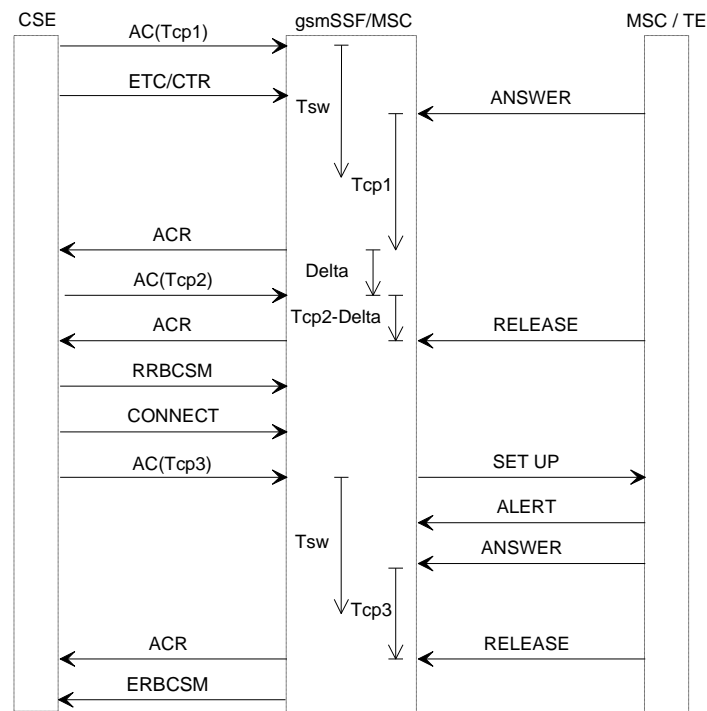 CSE
gsmSSF/MSC
MSC / TE
AC(Tcp1)
ETC/CTR
Tsw
ANSWER
Tcp1
ACR
Delta
AC(Tcp2)
Tcp2-Delta
ACR
RELEASE
RRBCSM
CONNECT
AC(Tcp3)
SET UP
ALERT
Tsw
ANSWER
Tcp3
ACR
RELEASE
ERBCSM